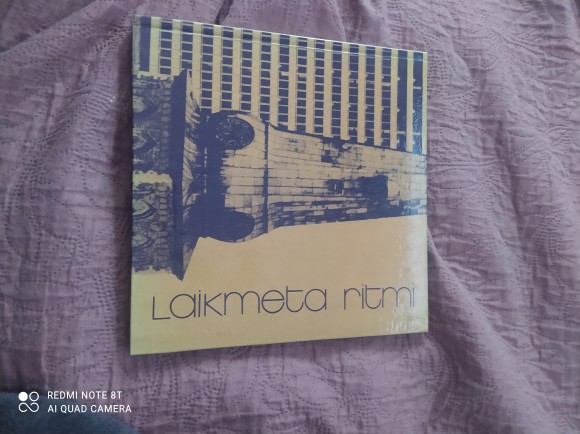 Laikmeta ritmi
REDMI NOTE 8T
AI QUAD CAMERA